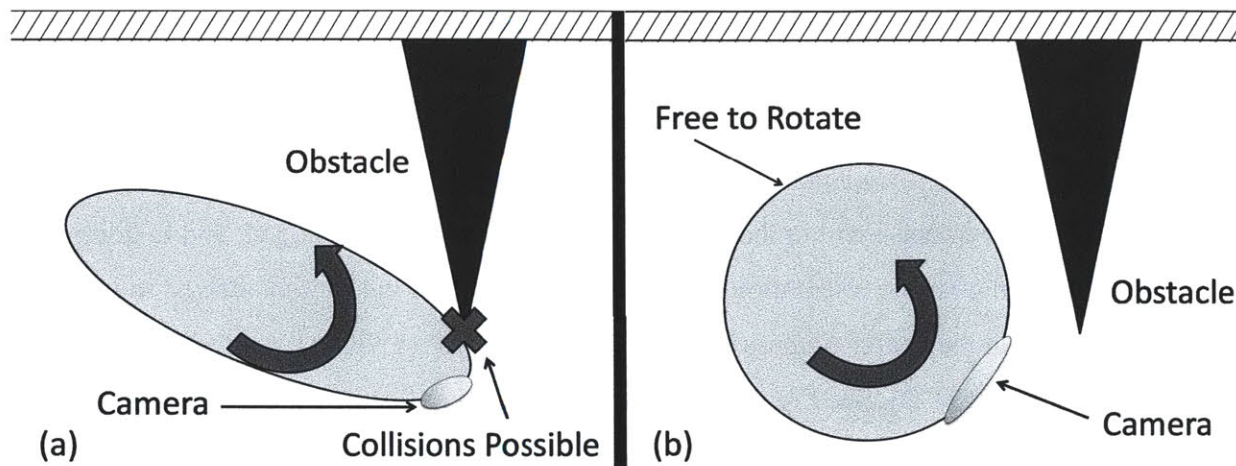 Obstacle
Camera
Collisions Possible
(a)
Free to Rotate
Obstacle
Camera
(b)